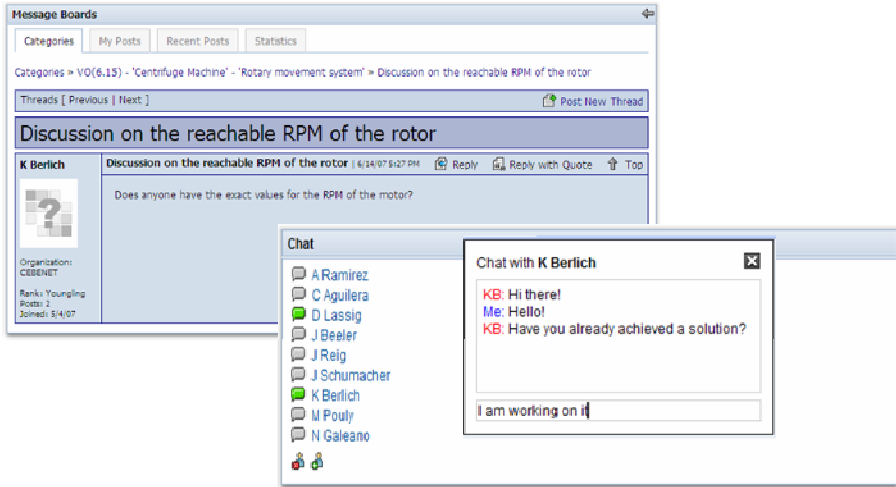 Message Boards
Categories My Posts Recent Posts Statistics
Categories » VO(6.15) - 'Centrifuge Machine' - 'Rotary movement system' » Discussion on the reachable RPM of the rotor
Threads [ Previous | Next ] Post New Thread
Discussion on the reachable RPM of the rotor
K Berlich Discussion on the reachable RPM of the rotor | 6/14/07 5:27 PM Reply Reply with Quote Top
Does anyone have the exact values for the RPM of the motor?
Organization:
CEBENET
Rank: Youngling
Posts: 2
Joined: 5/4/07
Chat
A Ramirez
C Aguilera
D Lassig
J Beeler
J Reig
J Schumacher
K Berlich
M Pouly
N Galeano
Chat with K Berlich
KB: Hi there!
Me: Hello!
KB: Have you already achieved a solution?
I am working on it